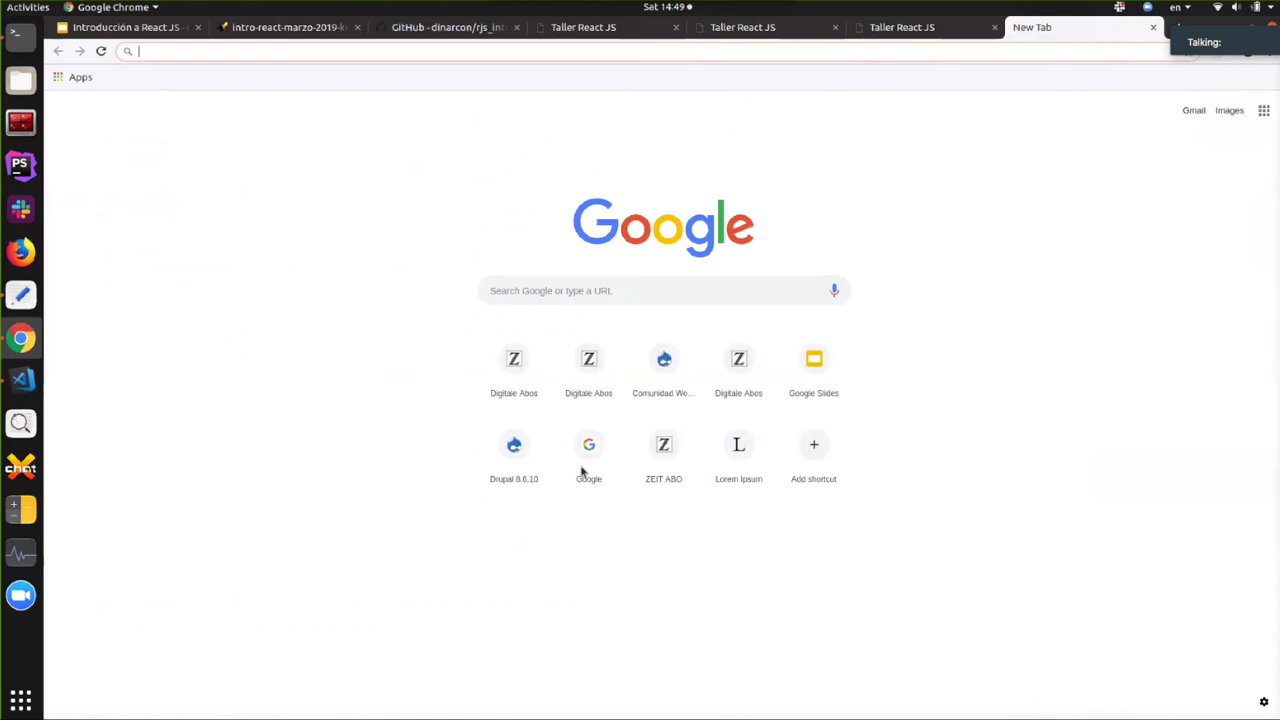 Activities Google Chrome Sat 14:49 en
Introducción a React JS - intro-react-marzo-2019- GitHub - dinarcon/rjs_int Taller React JS Taller React JS Taller React JS New Tab
Talking:
Apps
Gmail Images
Google
Search Google or type a URL
Digitale Abos Digitale Abos Comunidad Wo... Digitale Abos Google Slides
Drupal 8.6.10 Google ZEIT ABO Lorem Ipsum Add shortcut